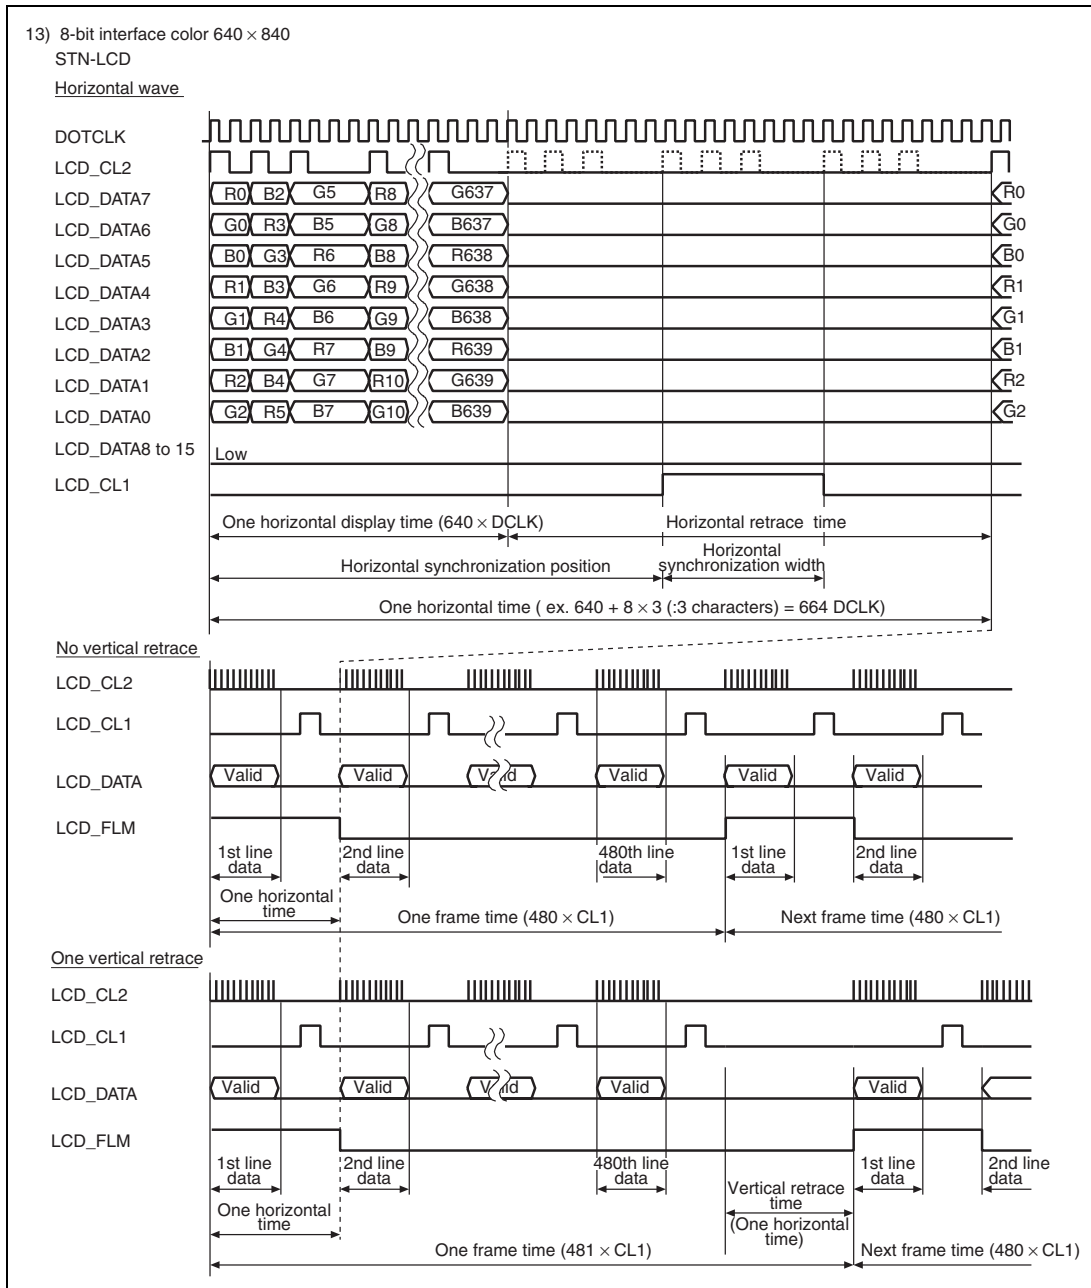 13) 8-bit interface color 640 × 840
STN-LCD
Horizontal wave
DOTCLK
LCD_CL2
LCD_DATA7 R0 B2 G5 R8 G637 R0
LCD_DATA6 G0 R3 B5 G8 B637 G0
LCD_DATA5 B0 G3 R6 B8 R638 B0
LCD_DATA4 R1 B3 G6 R9 G638 R1
LCD_DATA3 G1 R4 B6 G9 B638 G1
LCD_DATA2 B1 G4 R7 B9 R639 B1
LCD_DATA1 R2 B4 G7 R10 G639 R2
LCD_DATA0 G2 R5 B7 G10 B639 G2
LCD_DATA8 to 15 Low
LCD_CL1
One horizontal display time (640 × DCLK) Horizontal retrace time
Horizontal synchronization position
Horizontal
synchronization width
One horizontal time ( ex. 640 + 8 × 3 (:3 characters) = 664 DCLK)
No vertical retrace
LCD_CL2
LCD_CL1
LCD_DATA Valid Valid Valid Valid Valid Valid
LCD_FLM
1st line 2nd line 480th line 1st line 2nd line
data data data data data
One horizontal
time
One frame time (480 × CL1) Next frame time (480 × CL1)
One vertical retrace
LCD_CL2
LCD_CL1
LCD_DATA Valid Valid Valid Valid Valid
LCD_FLM
1st line 2nd line 480th line 1st line 2nd line
data data data data data
One horizontal
time
Vertical retrace
time
(One horizontal
time)
One frame time (481 × CL1) Next frame time (480 × CL1)